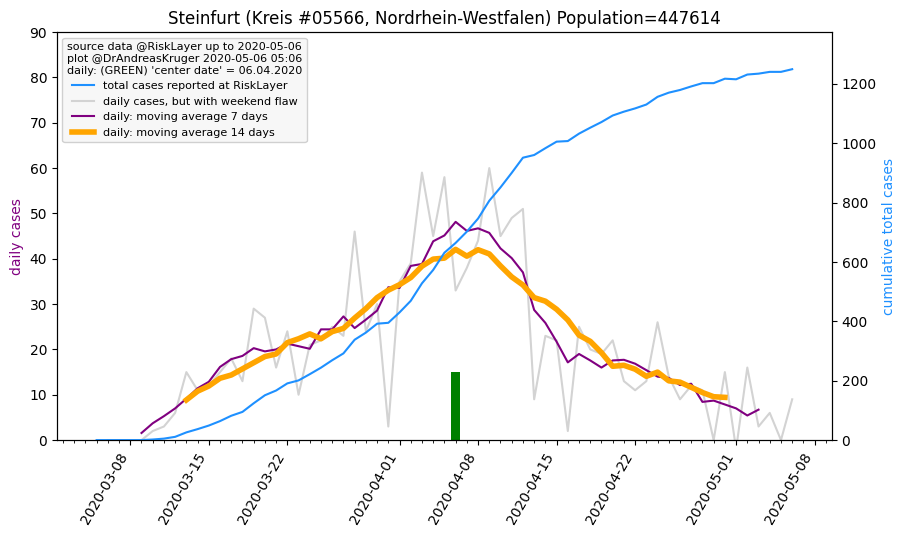 Steinfurt (Kreis #05566, Nordrhein-Westfalen) Population=447614
source data @RiskLayer up to 2020-05-06
plot @DrAndreasKruger 2020-05-06 05:06
daily: (GREEN) 'center date' = 06.04.2020
total cases reported at RiskLayer
daily cases, but with weekend flaw
daily: moving average 7 days
daily: moving average 14 days
daily cases
90
80
70
60
50
40
30
20
10
0
1200
1000
800
600
400
200
0
cumulative total cases
2020-03-08
2020-03-15
2020-03-22
2020-04-01
2020-04-08
2020-04-15
2020-04-22
2020-05-01
2020-05-08